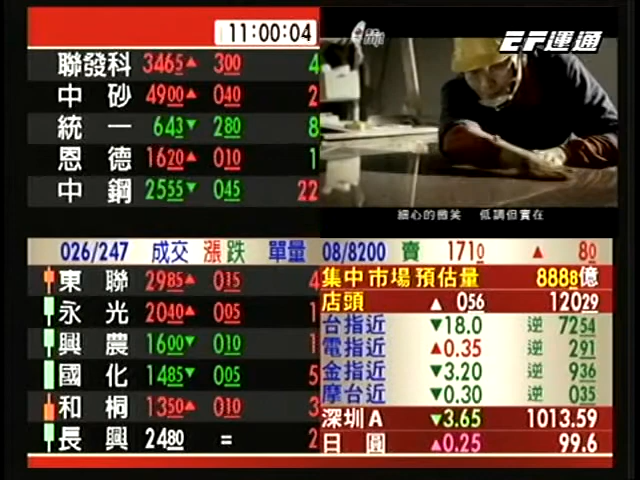 11:00:04
聯發科 3465▲ 300 4
中砂 4900▲ 040 2
統一 643▼ 280 8
恩德 1620▲ 010 1
中鋼 2555▼ 045 22
EF運通
細心的微笑 低調但實在
026/247 成交 漲跌 單量
東聯 2985▲ 015 4
永光 2040▲ 005 1
興農 1600▼ 010 1
國化 1485▼ 005 5
和桐 1350▲ 010 3
長興 2480 = 2
08/8200 賣 1710 ▲ 80
集中市場預估量 8888億
店頭 ▲ 056 12029
台指近 ▼18.0 逆 7254
電指近 ▲0.35 逆 291
金指近 ▼3.20 逆 936
摩台近 ▼0.30 逆 035
深圳A ▼3.65 1013.59
日圓 ▲0.25 99.6